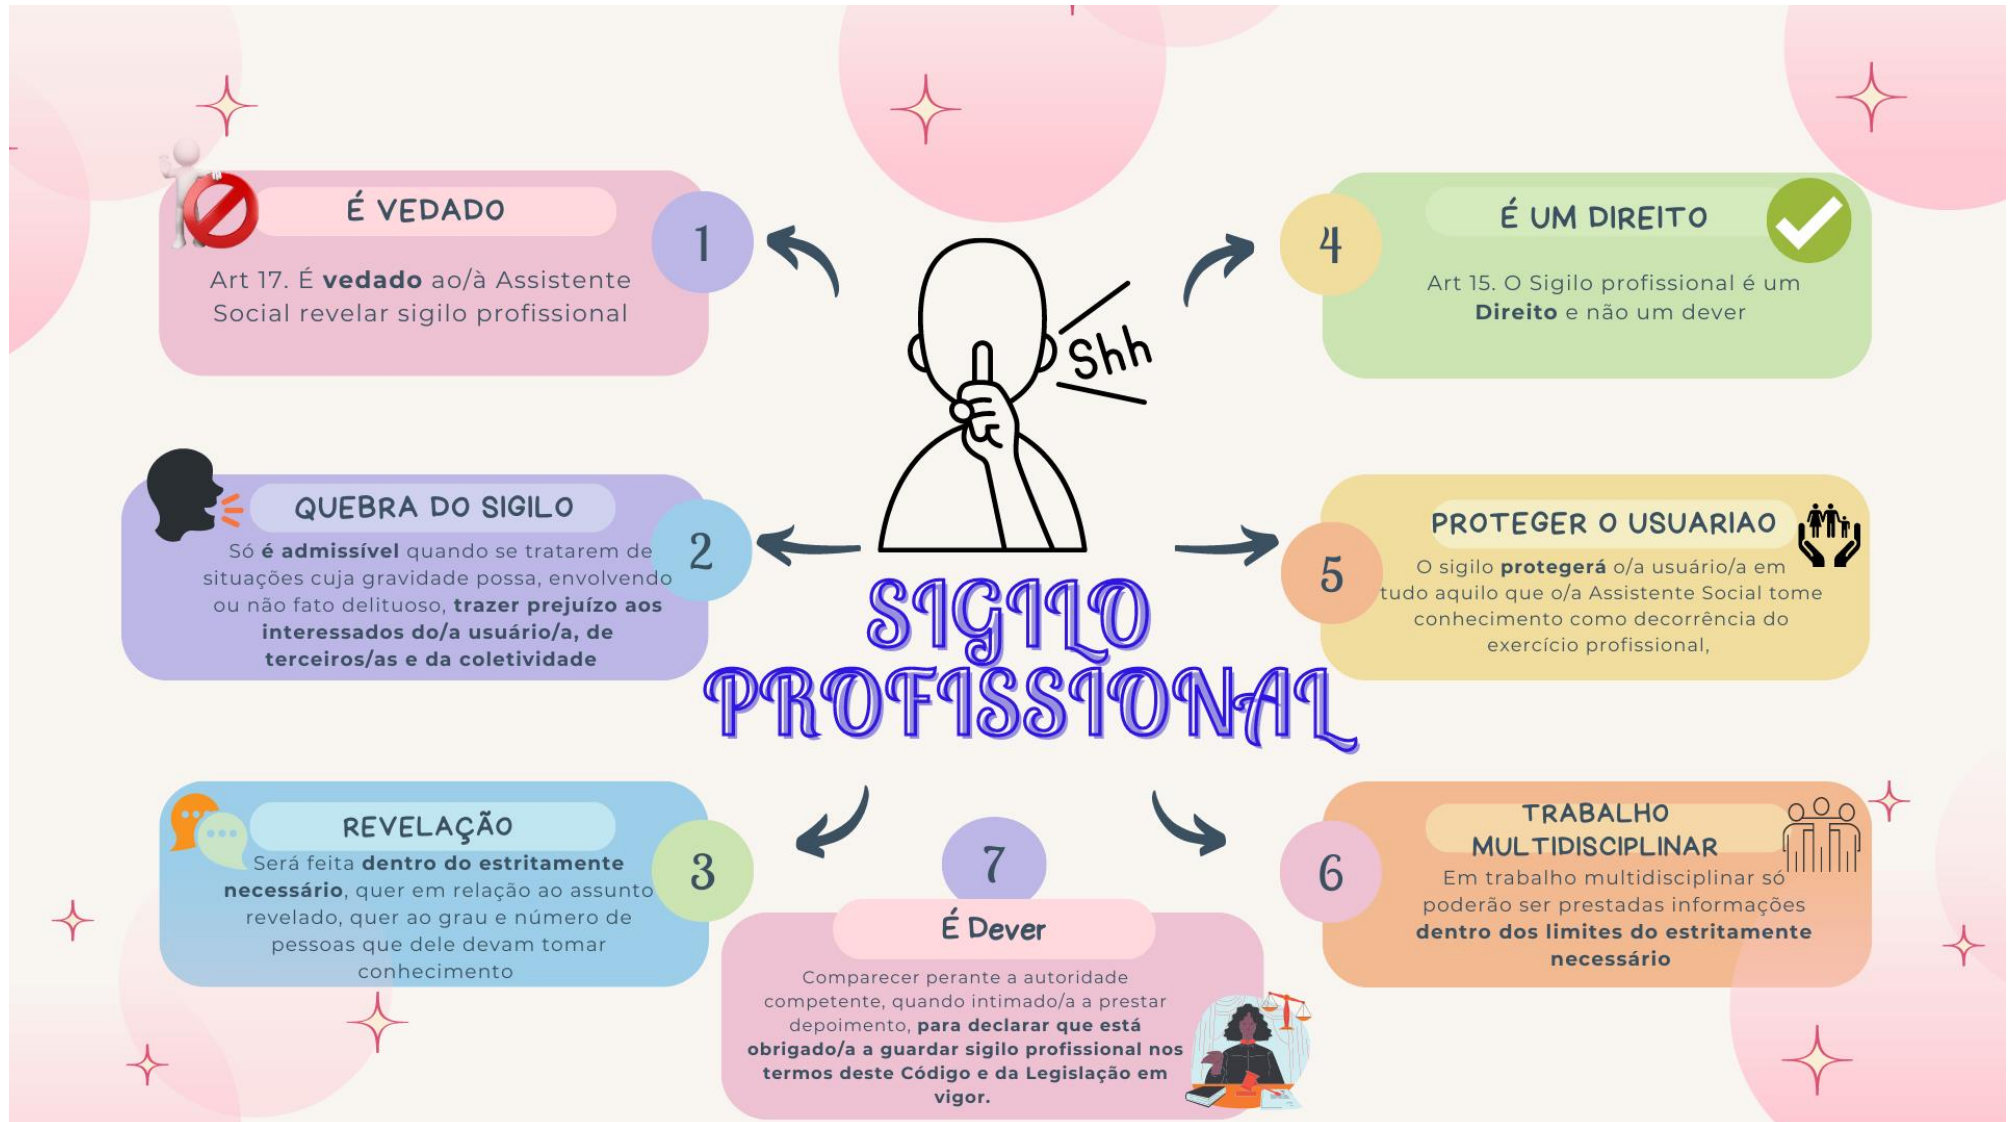 É VEDADO
1
Art 17. É vedado ao/à Assistente
Social revelar sigilo profissional
QUEBRA DO SIGILO
2
Só é admissível quando se tratarem de
situações cuja gravidade possa, envolvendo
ou não fato delituoso, trazer prejuízo aos
interessados do/a usuário/a, de
terceiros/as e da coletividade
REVELAÇÃO
3
Será feita dentro do estritamente
necessário, quer em relação ao assunto
revelado, quer ao grau e número de
pessoas que dele devam tomar
conhecimento
Shh
SIGILO
PROFISSIONAL
4
É UM DIREITO
Art 15. O Sigilo profissional é um
Direito e não um dever
5
PROTEGER O USUARIAO
O sigilo protegerá o/a usuário/a em
tudo aquilo que o/a Assistente Social tome
conhecimento como decorrência do
exercício profissional,
6
TRABALHO
MULTIDISCIPLINAR
Em trabalho multidisciplinar só
poderão ser prestadas informações
dentro dos limites do estritamente
necessário
7
É Dever
Comparecer perante a autoridade
competente, quando intimado/a a prestar
depoimento, para declarar que está
obrigado/a a guardar sigilo profissional nos
termos deste Código e da Legislação em
vigor.